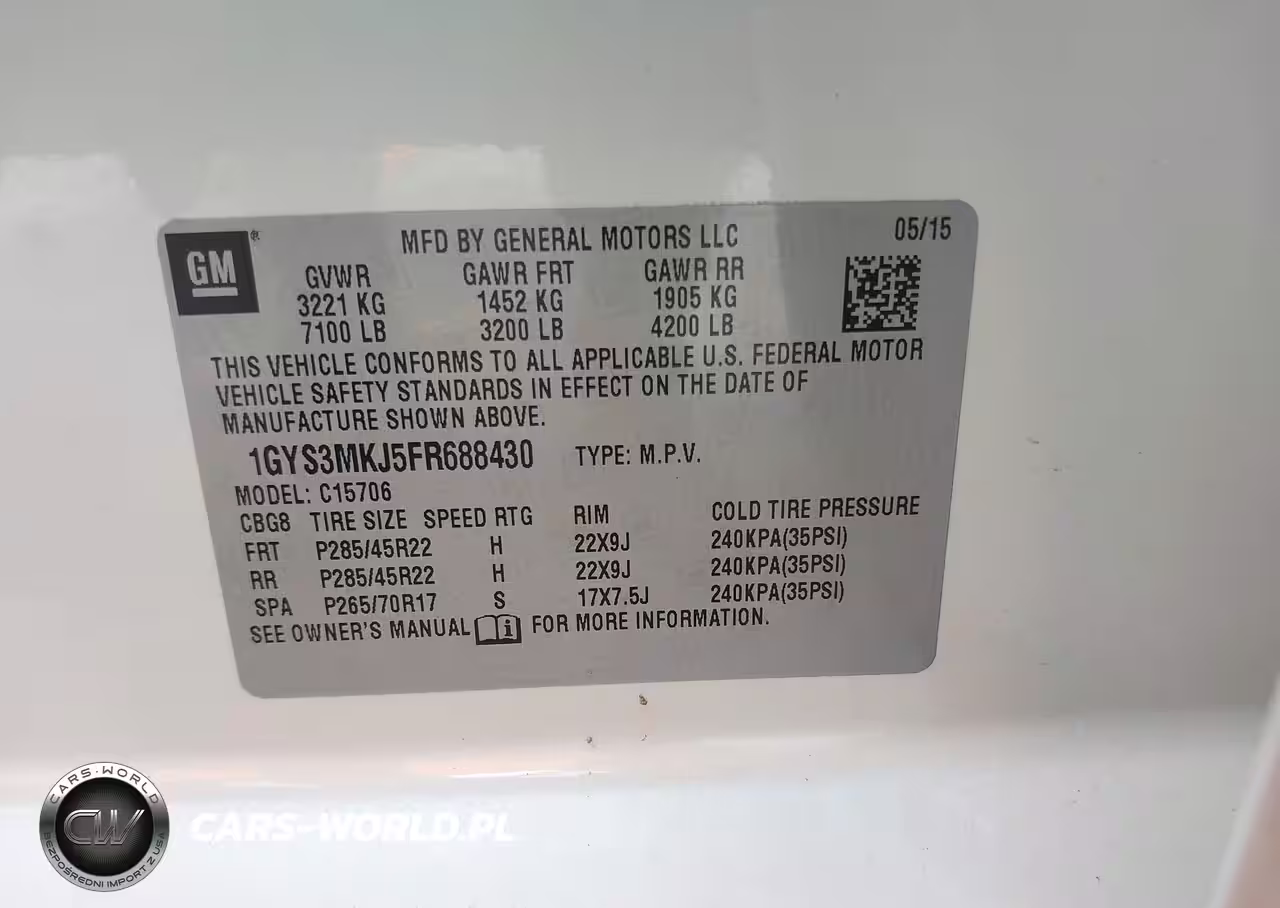 GM ®
MFD BY GENERAL MOTORS LLC 05/15
GVWR GAWR FRT GAWR RR
3221 KG 1452 KG 1905 KG
7100 LB 3200 LB 4200 LB
THIS VEHICLE CONFORMS TO ALL APPLICABLE U.S. FEDERAL MOTOR
VEHICLE SAFETY STANDARDS IN EFFECT ON THE DATE OF
MANUFACTURE SHOWN ABOVE.
1GYS3MKJ5FR688430 TYPE: M.P.V.
MODEL: C15706
CBG8 TIRE SIZE SPEED RTG RIM COLD TIRE PRESSURE
FRT P285/45R22 H 22X9J 240KPA(35PSI)
RR P285/45R22 H 22X9J 240KPA(35PSI)
SPA P265/70R17 S 17X7.5J 240KPA(35PSI)
SEE OWNER'S MANUAL i FOR MORE INFORMATION.
CARS-WORLD
CW
BEZPOŚREDNI IMPORT Z USA
CARS-WORLD.PL